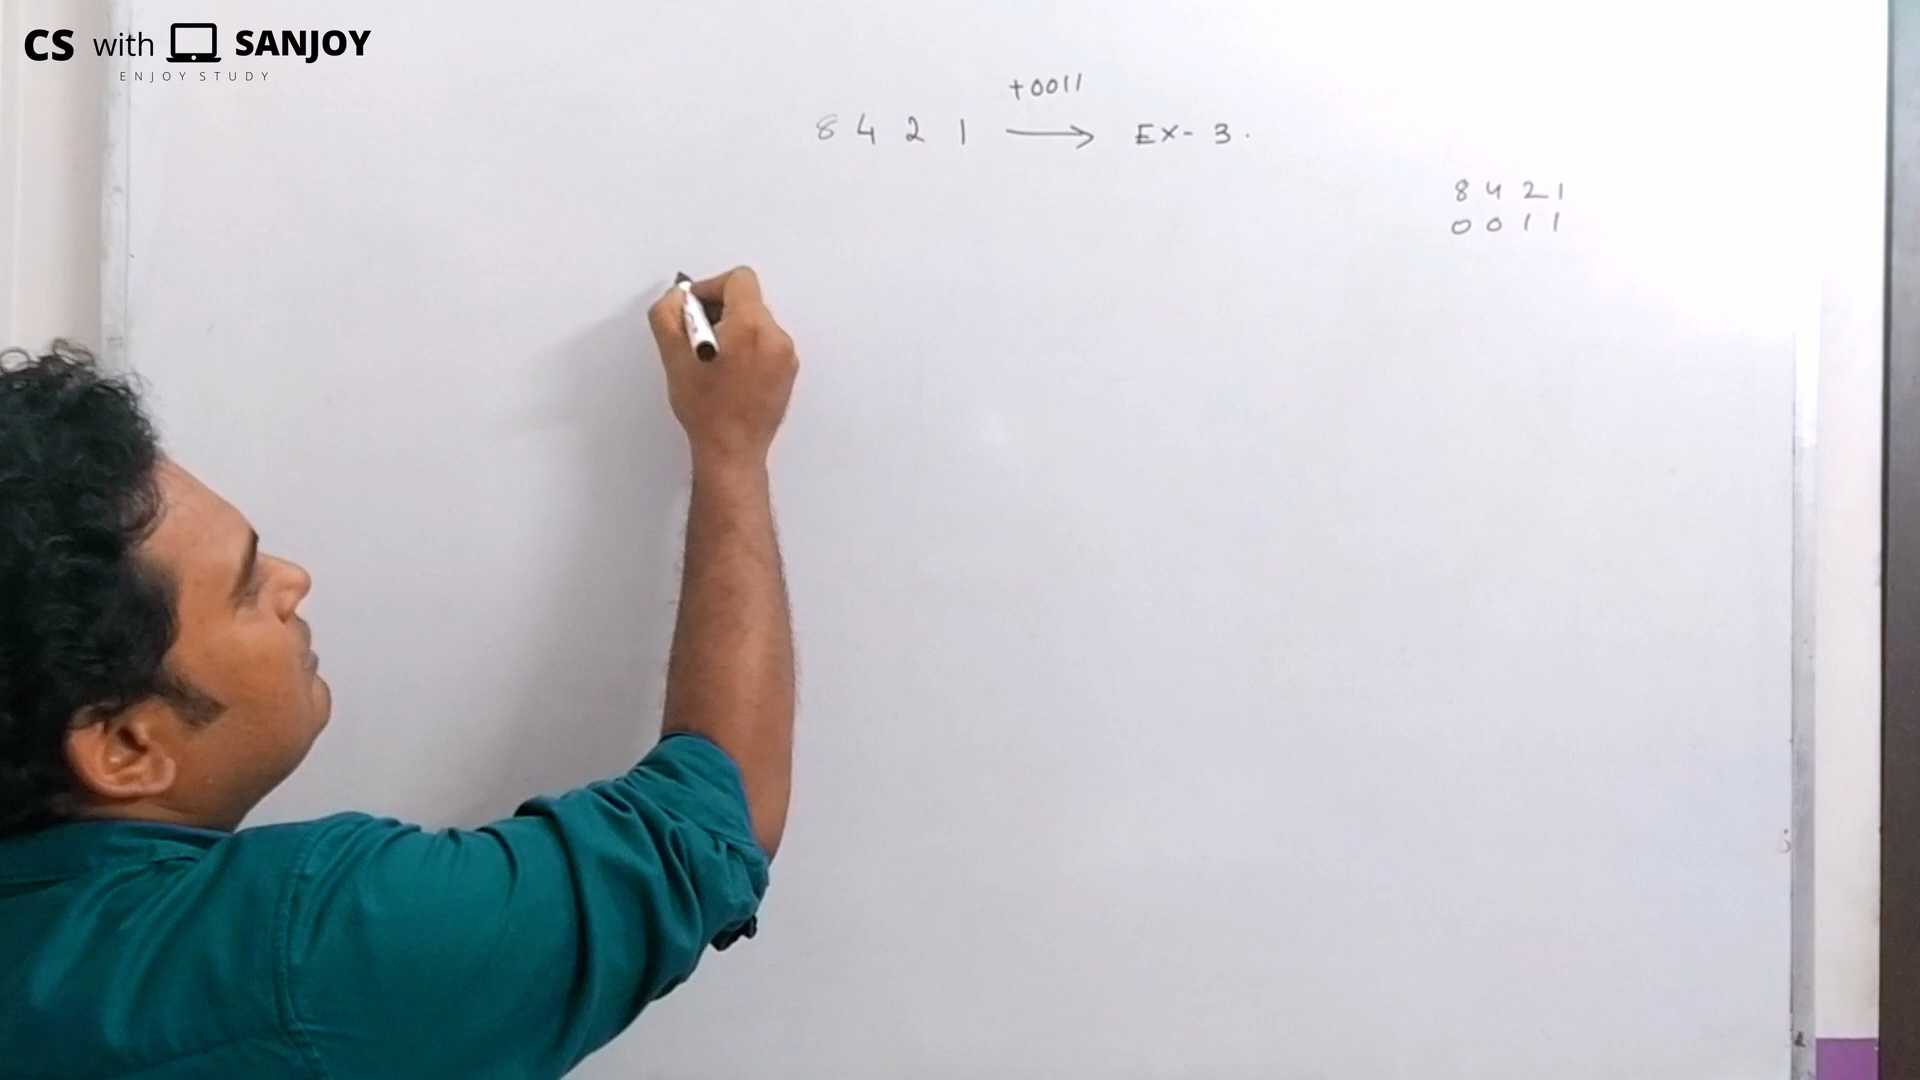 CS with SANJOY
ENJOY STUDY
+0011
8 4 2 1 → EX-3.
8 4 2 1
0 0 1 1